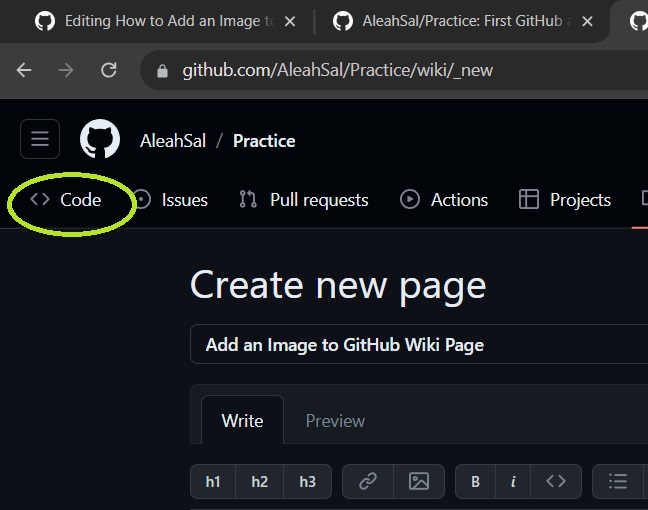 Editing How to Add an Image to
AleahSal/Practice: First GitHub
github.com/AleahSal/Practice/wiki/_new
AleahSal / Practice
Code Issues Pull requests Actions Projects
Create new page
Add an Image to GitHub Wiki Page
Write Preview
h1 h2 h3 B i